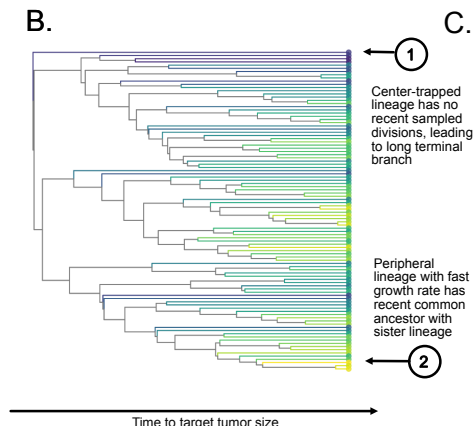 B.
C.
1
Center-trapped
lineage has no
recent sampled
divisions, leading
to long terminal
branch
Peripheral
lineage with fast
growth rate has
recent common
ancestor with
sister lineage
2
Time to target tumor size